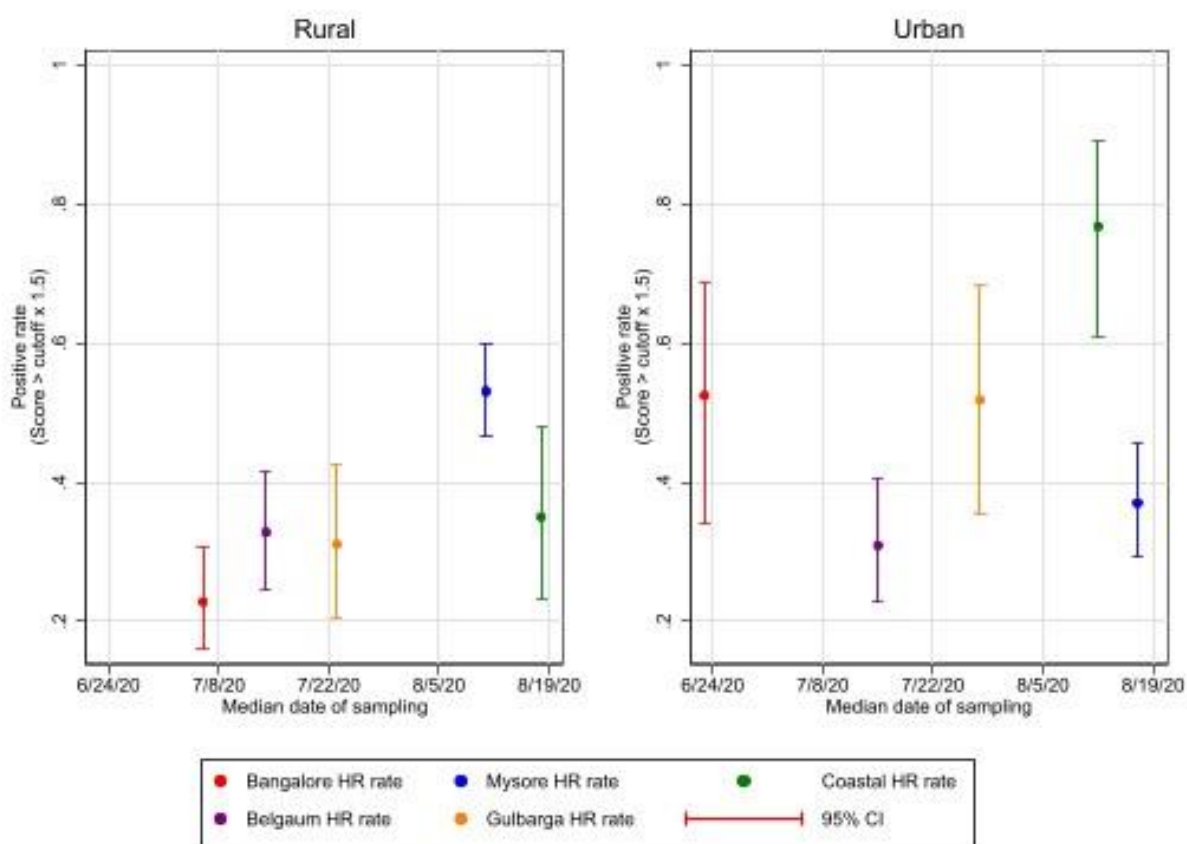 Rural
Urban
Positive rate
(Score > cutoff x 1.5)
1
.8
.6
.4
.2
6/24/20 7/8/20 7/22/20 8/5/20 8/19/20
Median date of sampling
Positive rate
(Score > cutoff x 1.5)
1
.8
.6
.4
.2
6/24/20 7/8/20 7/22/20 8/5/20 8/19/20
Median date of sampling
Bangalore HR rate Mysore HR rate Coastal HR rate
Belgaum HR rate Gulbarga HR rate 95% CI